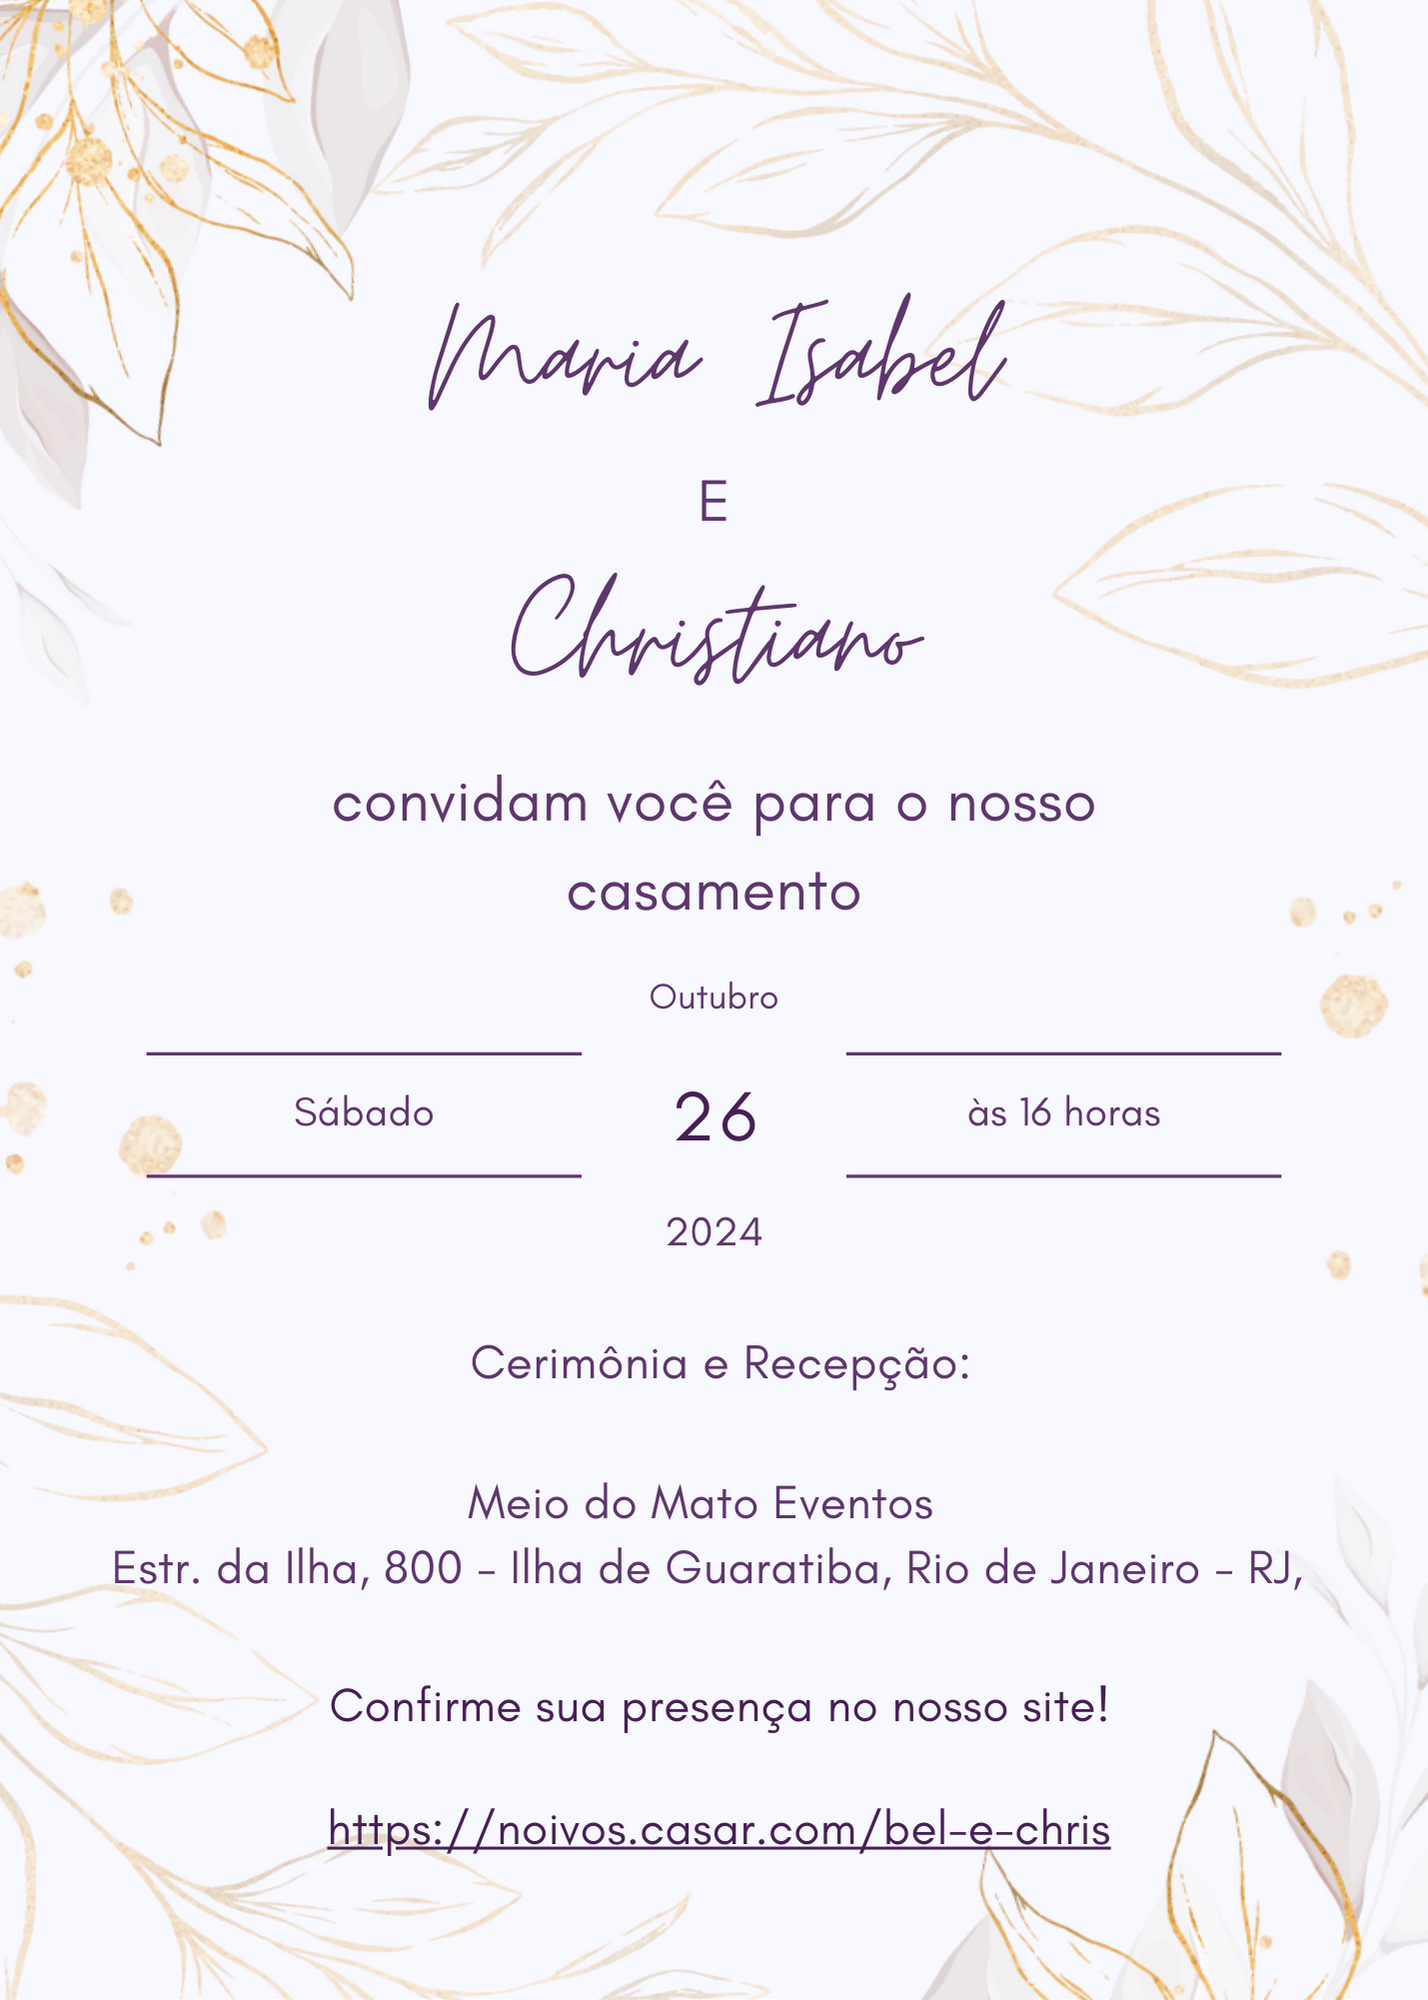 Maria Isabel
E
Christiano
convidam você para o nosso
casamento
Outubro
Sábado
26
às 16 horas
2024
Cerimônia e Recepção:
Meio do Mato Eventos
Estr. da Ilha, 800 - Ilha de Guaratiba, Rio de Janeiro - RJ,
Confirme sua presença no nosso site!
https://noivos.casar.com/bel-e-chris